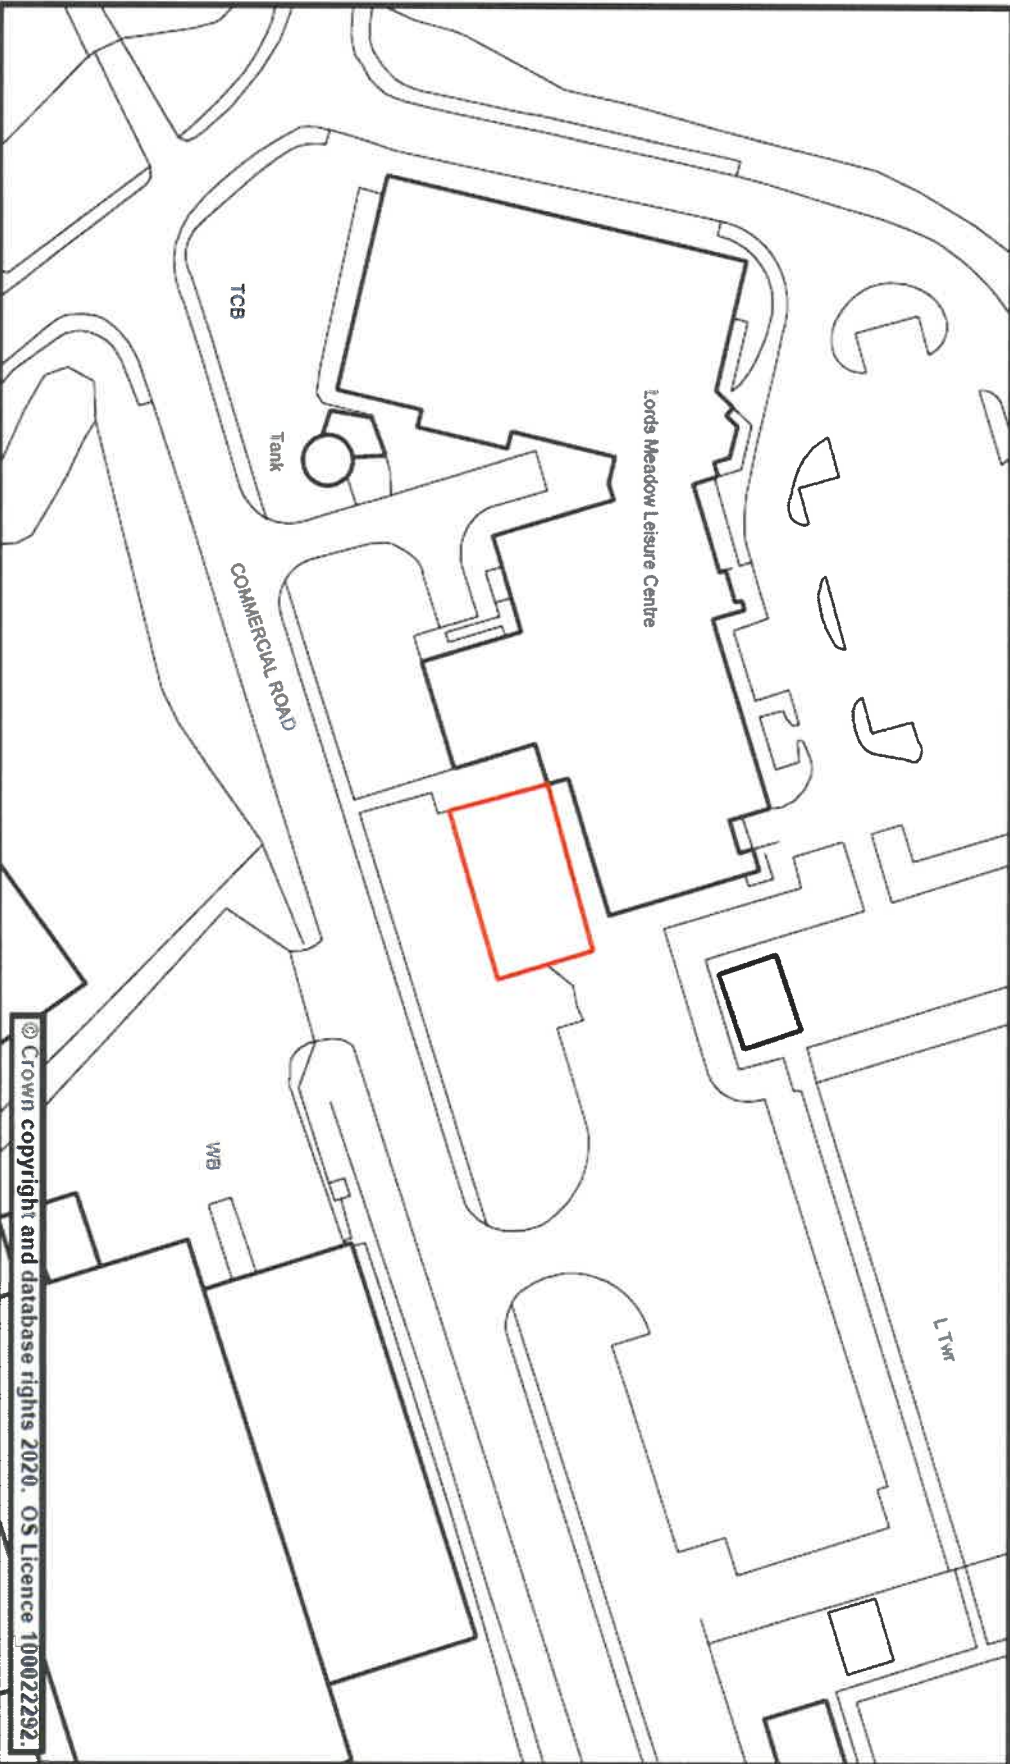 Lords Meadow Leisure Centre
TCB
Tank
COMMERCIAL ROAD
L Twr
WB
© Crown copyright and database rights 2020. OS Licence 100022292.